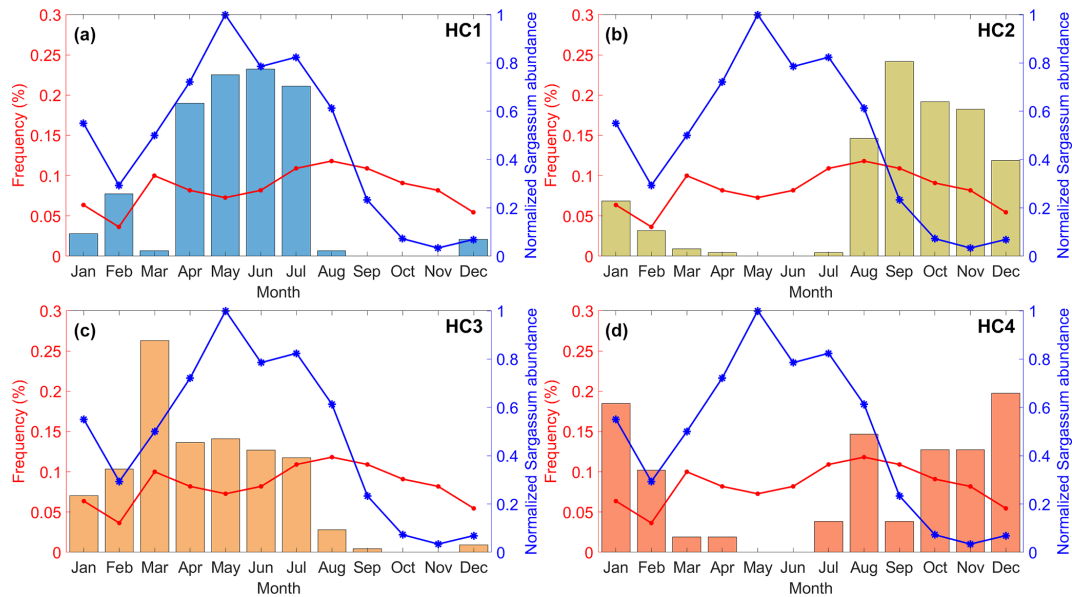 (a) HC1
Frequency (%)
0.3
0.25
0.2
0.15
0.1
0.05
0
1
0.8
0.6
0.4
0.2
0
Normalized Sargassum abundance
Jan Feb Mar Apr May Jun Jul Aug Sep Oct Nov Dec
Month
(b) HC2
Frequency (%)
0.3
0.25
0.2
0.15
0.1
0.05
0
1
0.8
0.6
0.4
0.2
0
Normalized Sargassum abundance
Jan Feb Mar Apr May Jun Jul Aug Sep Oct Nov Dec
Month
(c) HC3
Frequency (%)
0.3
0.25
0.2
0.15
0.1
0.05
0
1
0.8
0.6
0.4
0.2
0
Normalized Sargassum abundance
Jan Feb Mar Apr May Jun Jul Aug Sep Oct Nov Dec
Month
(d) HC4
Frequency (%)
0.3
0.25
0.2
0.15
0.1
0.05
0
1
0.8
0.6
0.4
0.2
0
Normalized Sargassum abundance
Jan Feb Mar Apr May Jun Jul Aug Sep Oct Nov Dec
Month